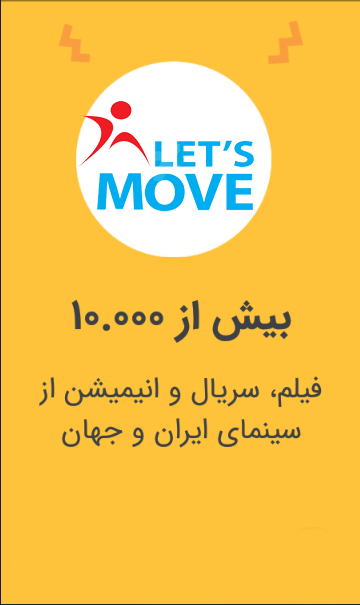 LET'S
MOVE
بیش از ۱۰.۰۰۰
فیلم، سریال و انیمیشن از
سینمای ایران و جهان